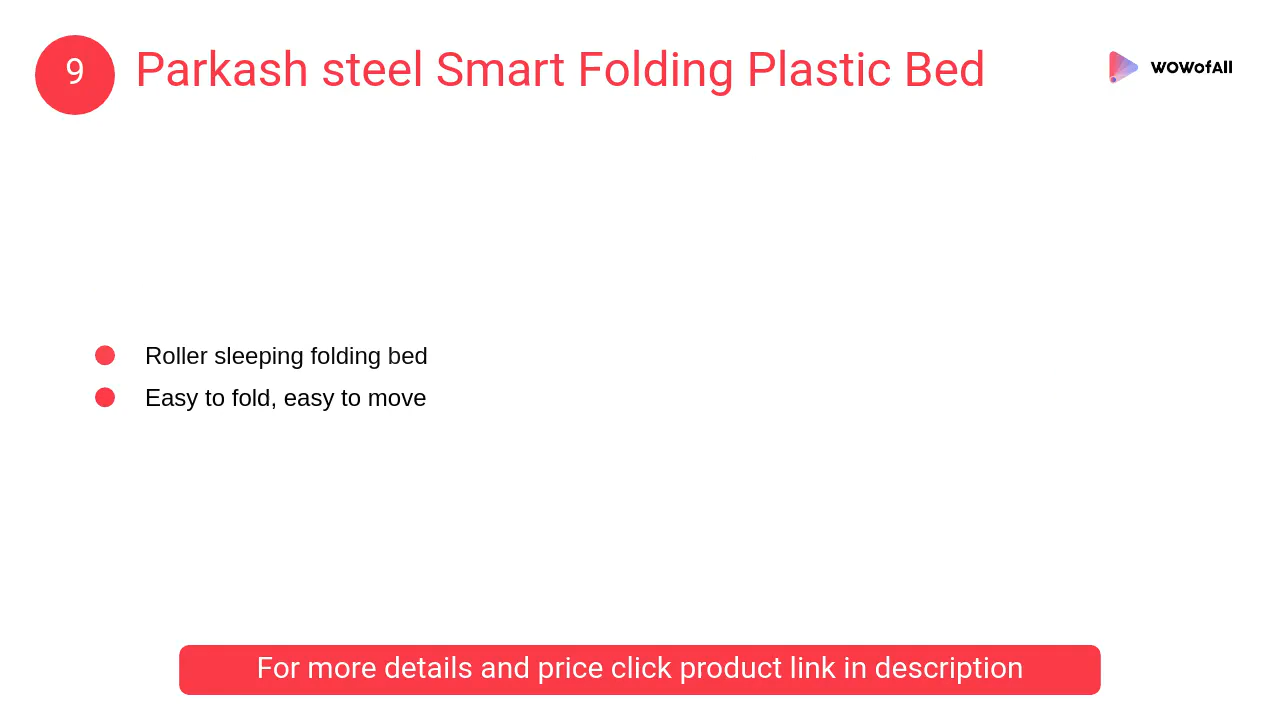 9
Parkash steel Smart Folding Plastic Bed
WOWofAll
Roller sleeping folding bed
Easy to fold, easy to move
For more details and price click product link in description